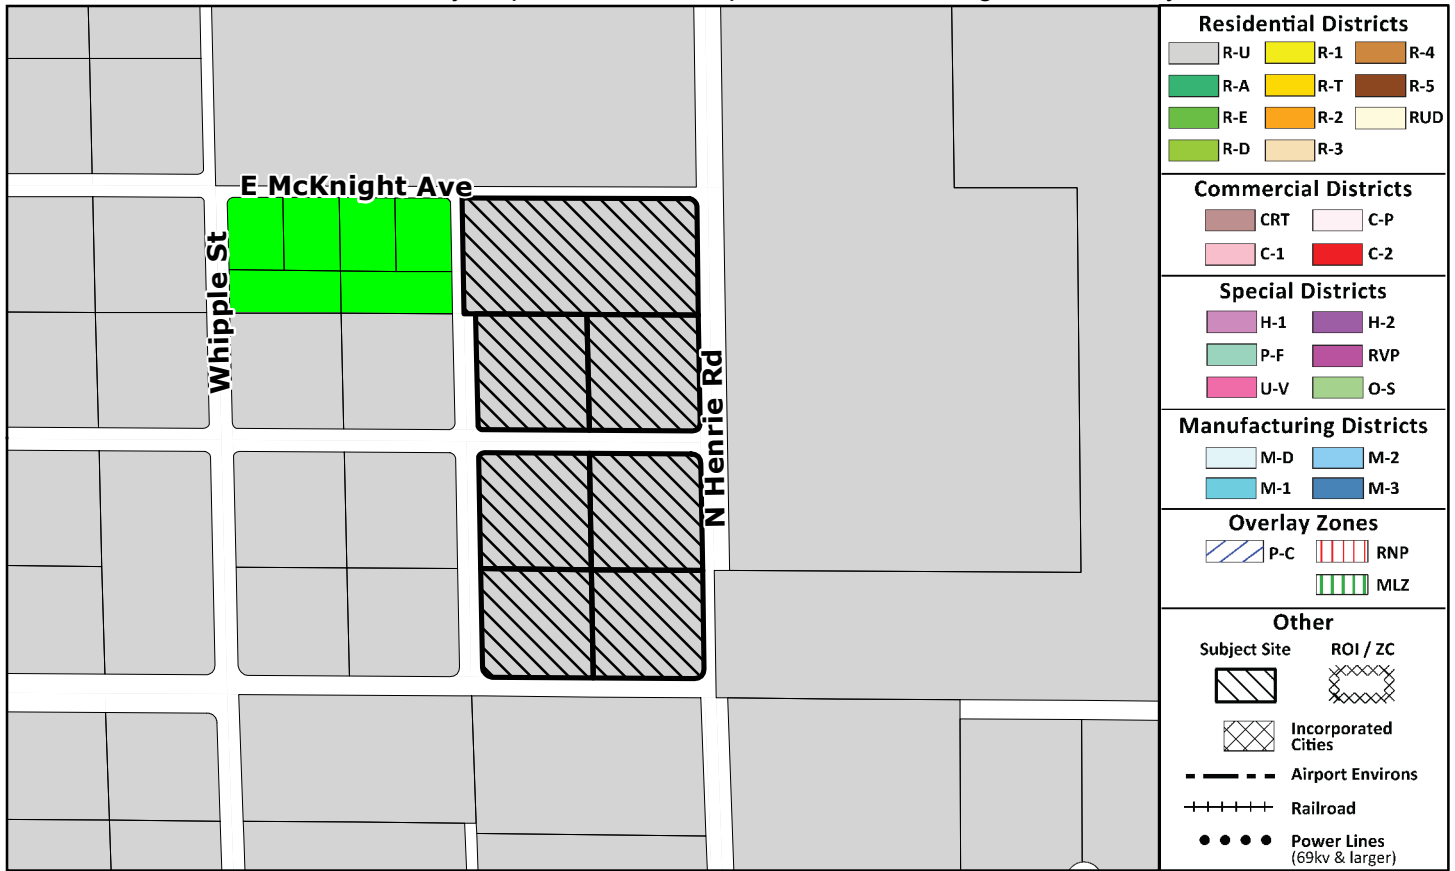 E McKnight Ave
Whipple St
N Henrie Rd
Residential Districts
R-U R-1 R-4
R-A R-T R-5
R-E R-2 RUD
R-D R-3
Commercial Districts
CRT C-P
C-1 C-2
Special Districts
H-1 H-2
P-F RVP
U-V O-S
Manufacturing Districts
M-D M-2
M-1 M-3
Overlay Zones
P-C RNP
MLZ
Other
Subject Site ROI / ZC
Incorporated
Cities
Airport Environs
Railroad
Power Lines
(69kv & larger)